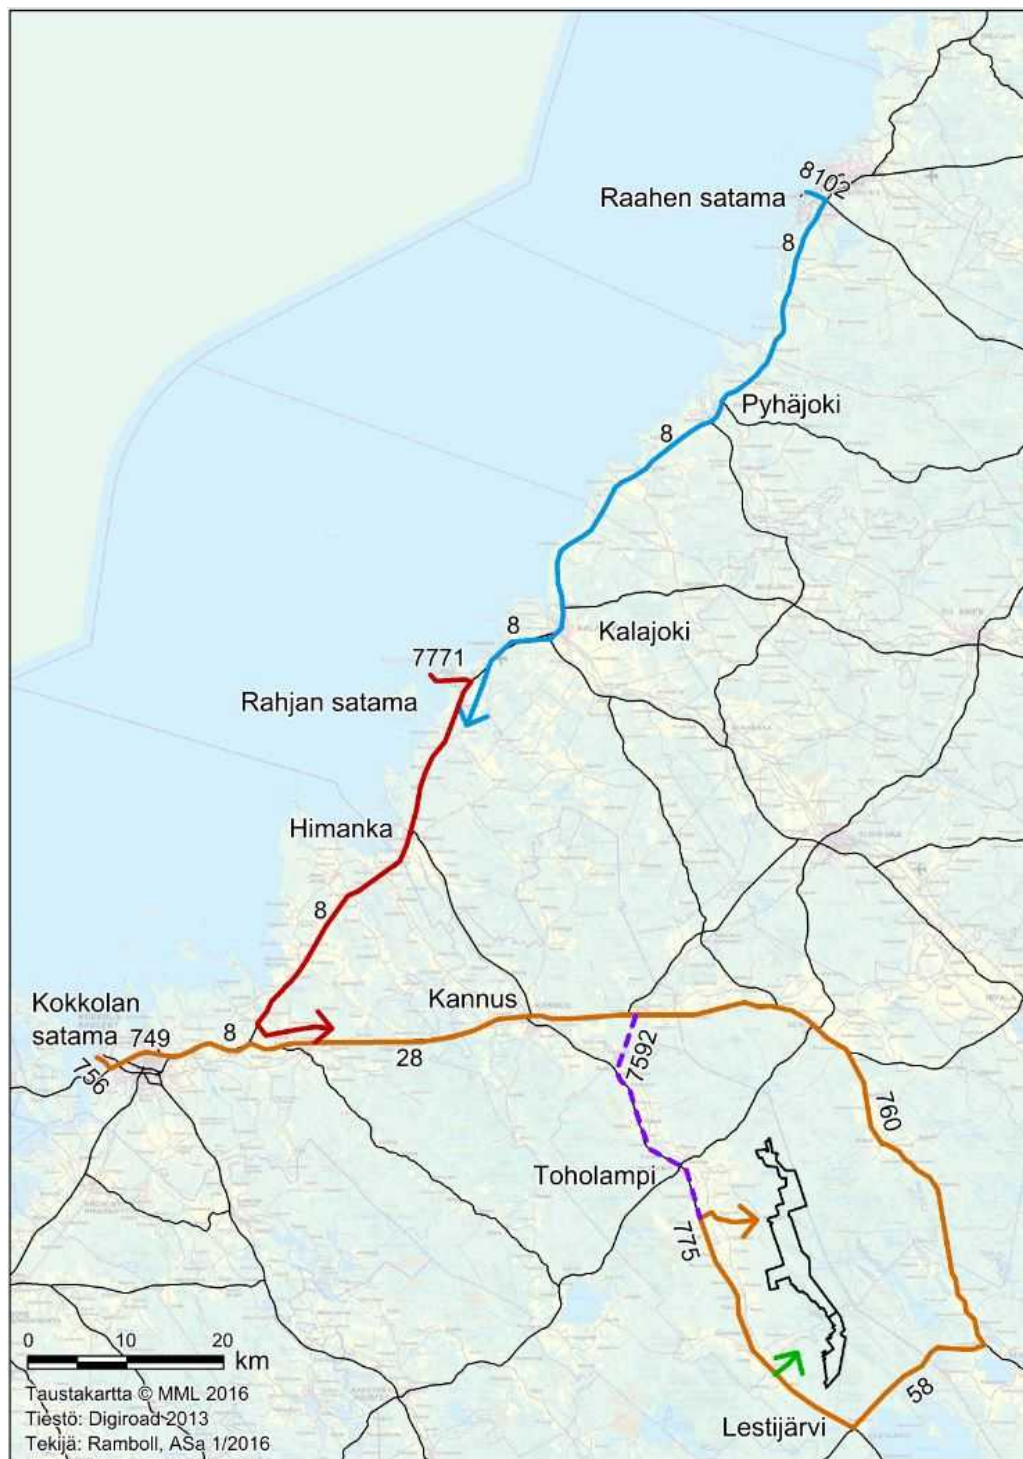 8102
Raahen satama
8
Pyhäjoki
8
8
Kalajoki
7771
Rahjan satama
Himanka
8
Kannus
Kokkolan
satama
749
8
756
28
7592
760
Toholampi
775
58
Lestijärvi
0 10 20
km
Taustakartta © MML 2016
Tiestö: Digiroad 2013
Tekijä: Ramboll, ASa 1/2016